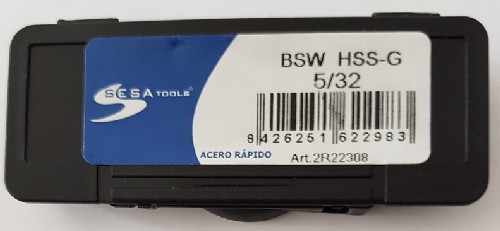 SESA TOOLS®
ACERO RÁPIDO
BSW HSS-G
5/32
8 426251 622983
Art.2R22308